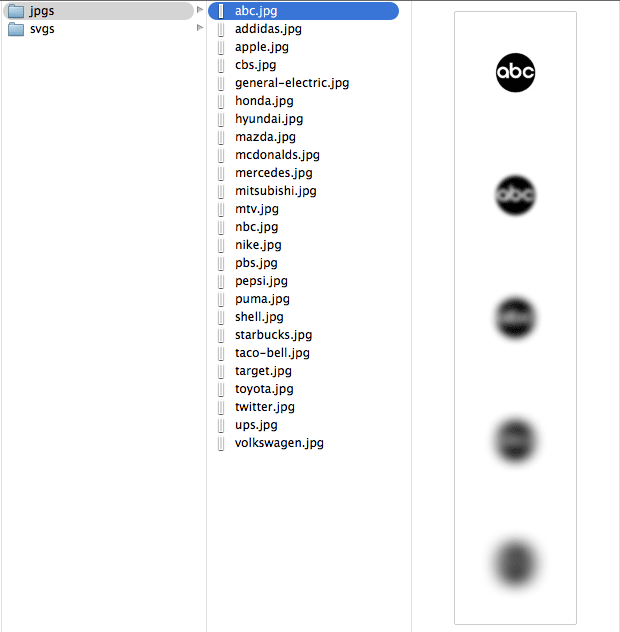 jpgs
svgs
abc.jpg
addidas.jpg
apple.jpg
cbs.jpg
general-electric.jpg
honda.jpg
hyundai.jpg
mazda.jpg
mcdonalds.jpg
mercedes.jpg
mitsubishi.jpg
mtv.jpg
nbc.jpg
nike.jpg
pbs.jpg
pepsi.jpg
puma.jpg
shell.jpg
starbucks.jpg
taco-bell.jpg
target.jpg
toyota.jpg
twitter.jpg
ups.jpg
volkswagen.jpg
abc
abc
abc